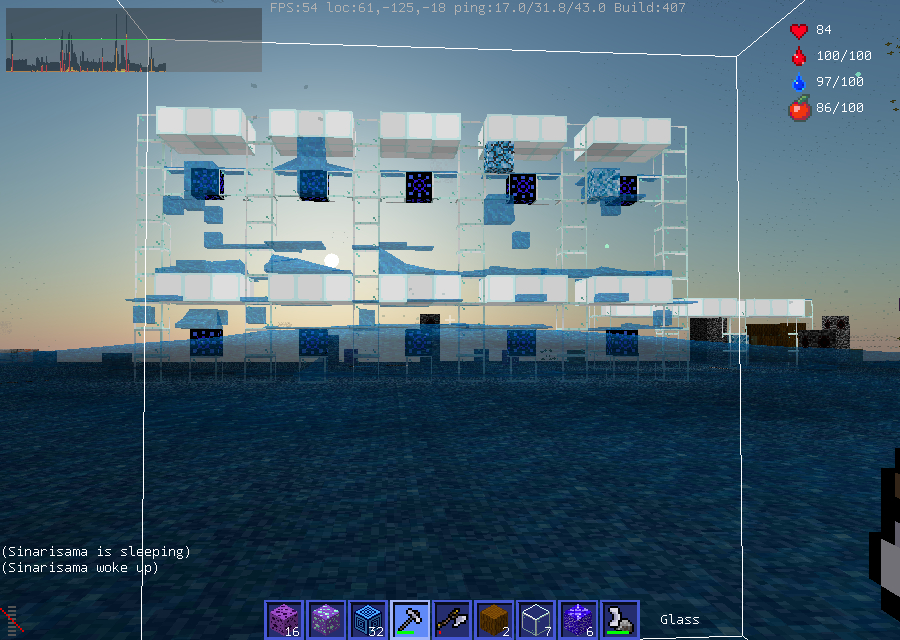 FPS:54 loc:61,-125,-18 ping:17.0/31.8/43.0 Build:407
84
100/100
97/100
86/100
(Sinarisama is sleeping)
(Sinarisama woke up)
16
32
2
7
6
Glass